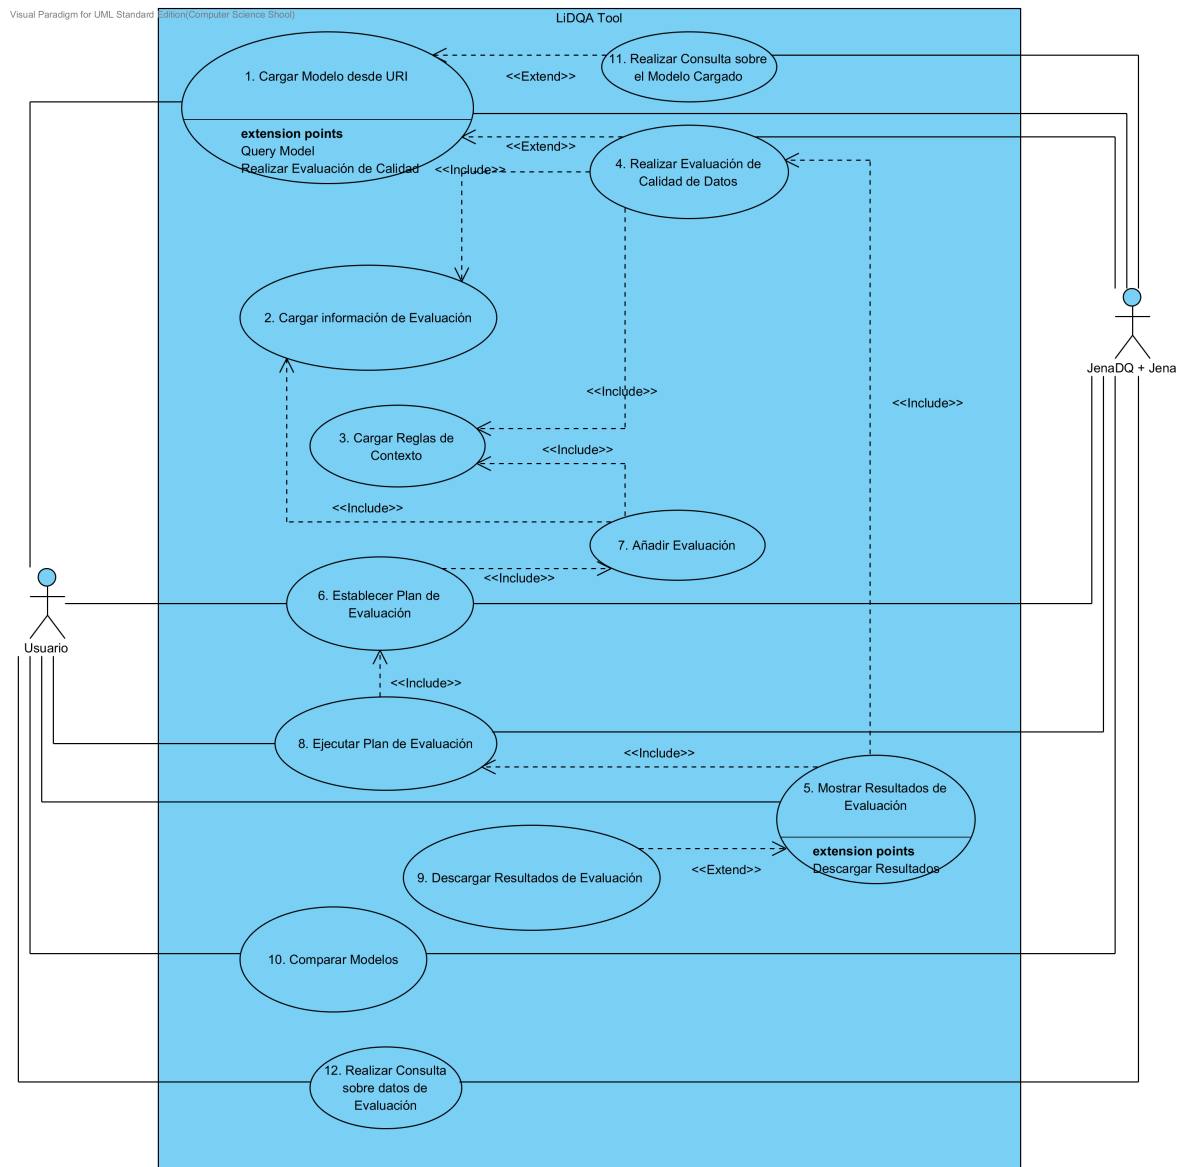 Visual Paradigm for UML Standard Edition(Computer Science Shool)
LiDQA Tool
1. Cargar Modelo desde URI
extension points
Query Model
Realizar Evaluación de Calidad
<<Extend>>
11. Realizar Consulta sobre
el Modelo Cargado
<<Extend>>
<<Include>>
4. Realizar Evaluación de
Calidad de Datos
2. Cargar información de Evaluación
JenaDQ + Jena
<<Include>>
<<Include>>
3. Cargar Reglas de
Contexto
<<Include>>
<<Include>>
7. Añadir Evaluación
<<Include>>
6. Establecer Plan de
Evaluación
Usuario
<<Include>>
8. Ejecutar Plan de Evaluación
<<Include>>
5. Mostrar Resultados de
Evaluación
extension points
Descargar Resultados
<<Extend>>
9. Descargar Resultados de Evaluación
10. Comparar Modelos
12. Realizar Consulta
sobre datos de
Evaluación